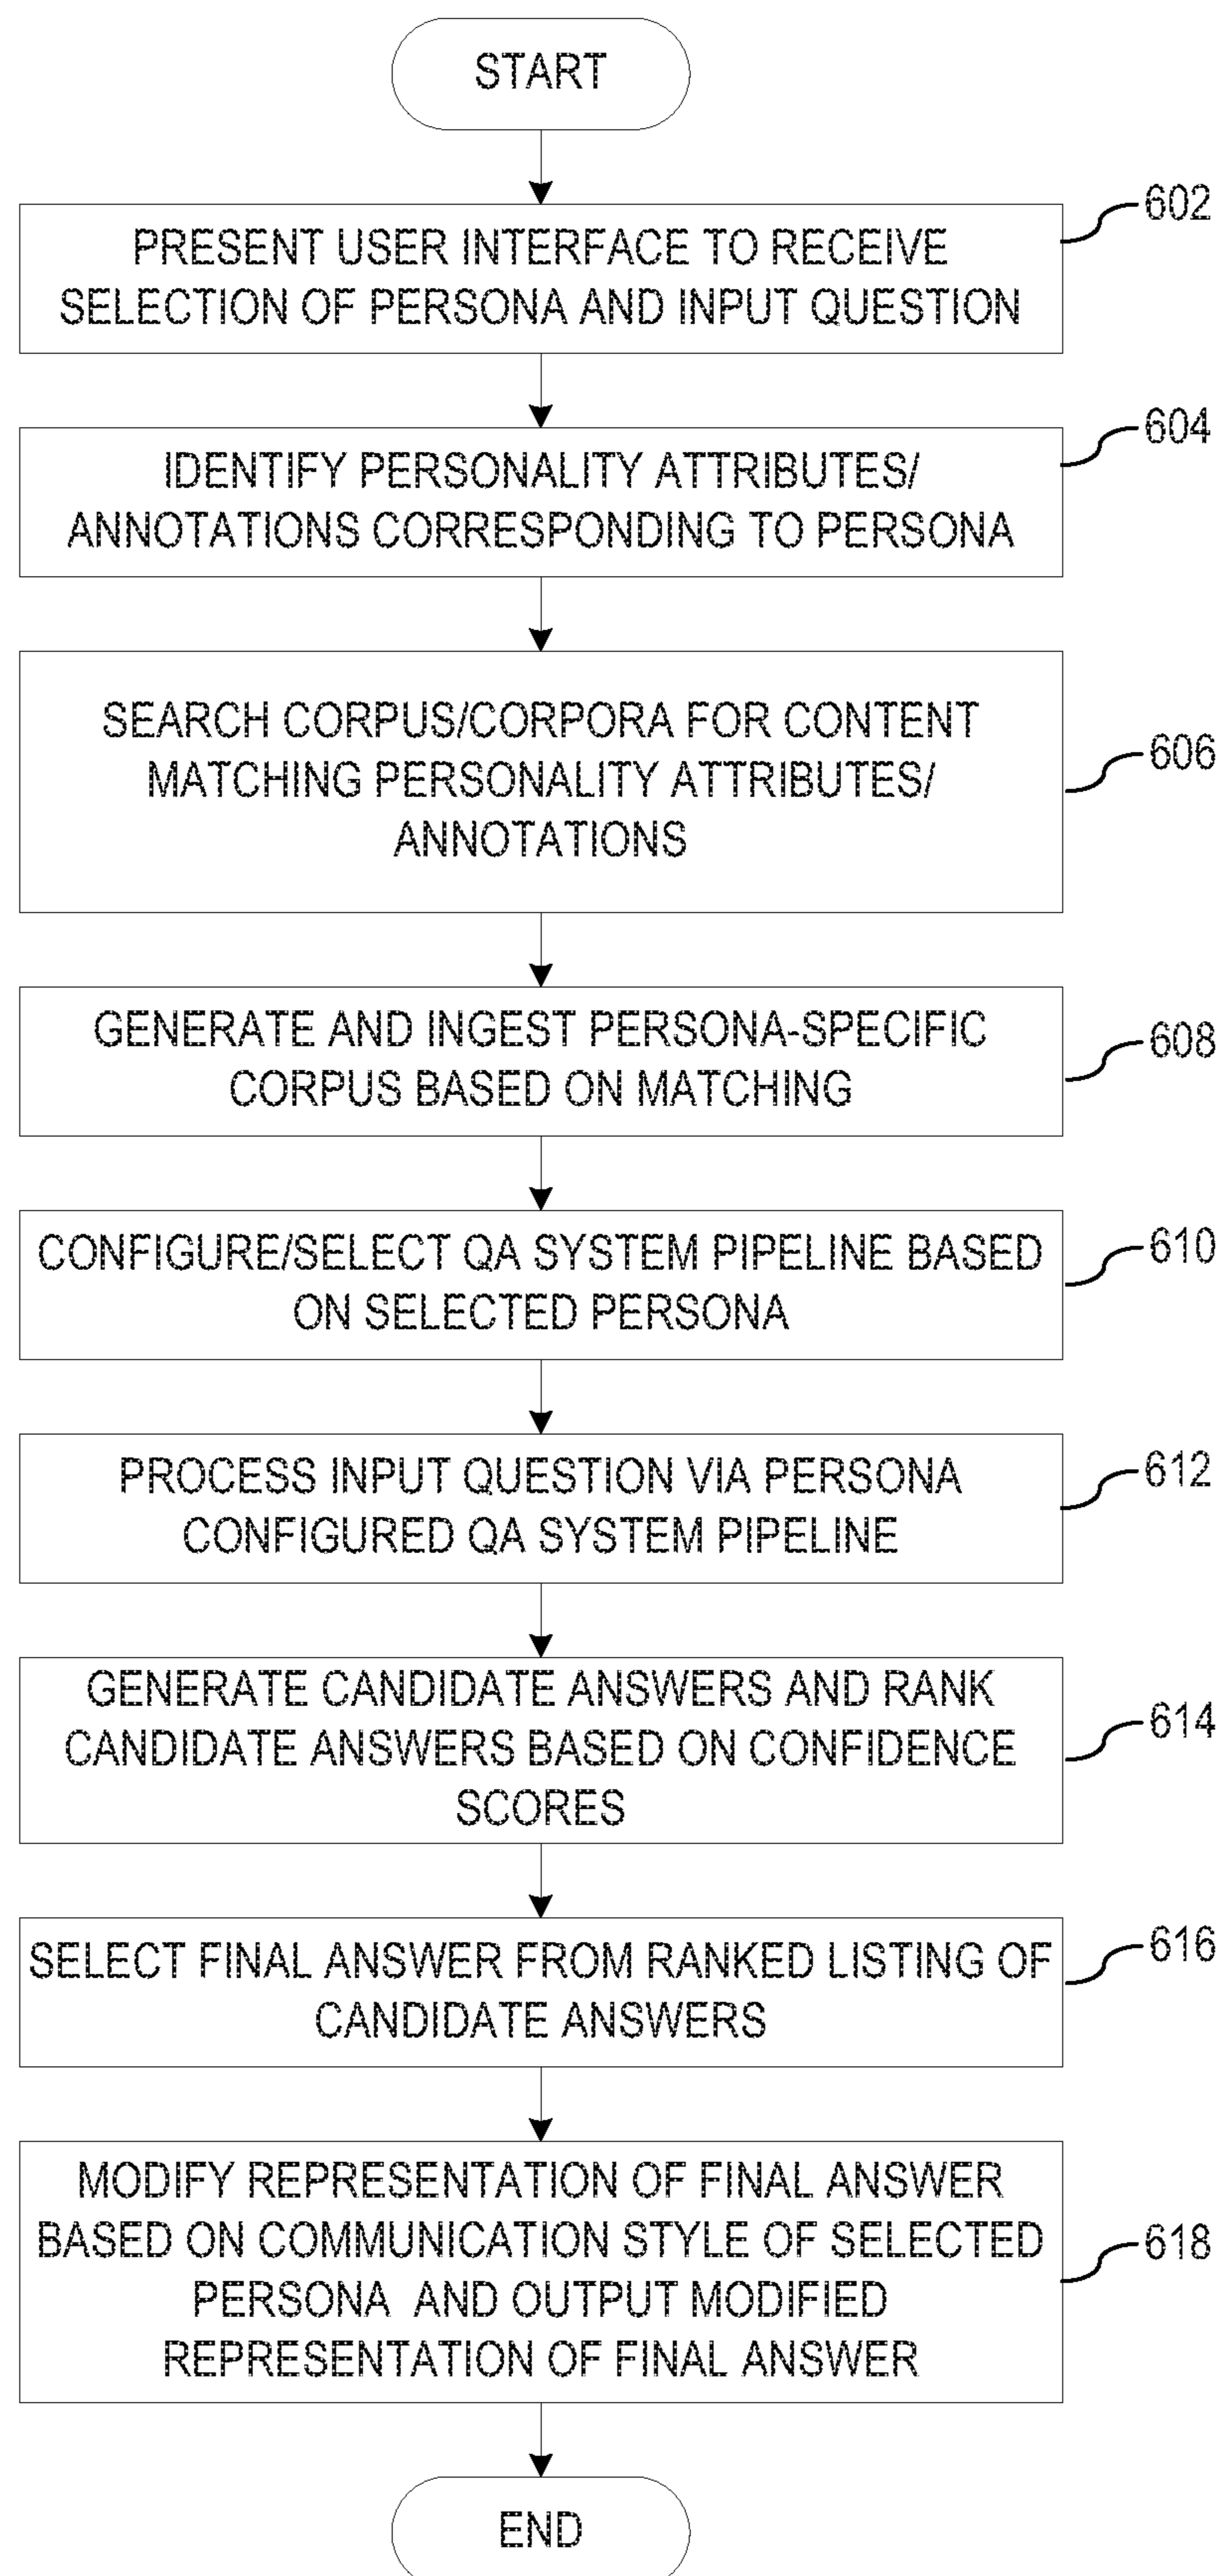 START
602
PRESENT USER INTERFACE TO RECEIVE
SELECTION OF PERSONA AND INPUT QUESTION
604
IDENTIFY PERSONALITY ATTRIBUTES/
ANNOTATIONS CORRESPONDING TO PERSONA
606
SEARCH CORPUS/CORPORA FOR CONTENT
MATCHING PERSONALITY ATTRIBUTES/
ANNOTATIONS
608
GENERATE AND INGEST PERSONA-SPECIFIC
CORPUS BASED ON MATCHING
610
CONFIGURE/SELECT QA SYSTEM PIPELINE BASED
ON SELECTED PERSONA
612
PROCESS INPUT QUESTION VIA PERSONA
CONFIGURED QA SYSTEM PIPELINE
614
GENERATE CANDIDATE ANSWERS AND RANK
CANDIDATE ANSWERS BASED ON CONFIDENCE
SCORES
616
SELECT FINAL ANSWER FROM RANKED LISTING OF
CANDIDATE ANSWERS
618
MODIFY REPRESENTATION OF FINAL ANSWER
BASED ON COMMUNICATION STYLE OF SELECTED
PERSONA AND OUTPUT MODIFIED
REPRESENTATION OF FINAL ANSWER
END